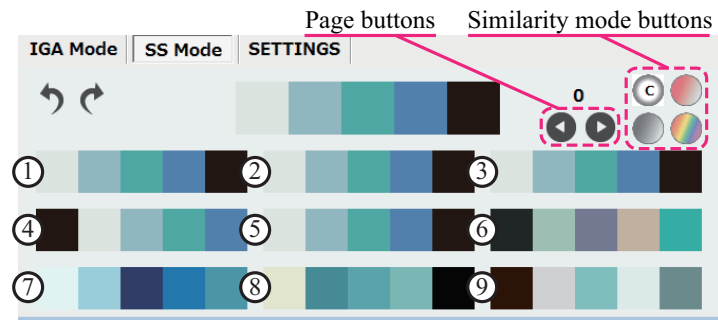 Page buttons Similarity mode buttons
IGA Mode SS Mode SETTINGS
0
C
1 2 3
4 5 6
7 8 9